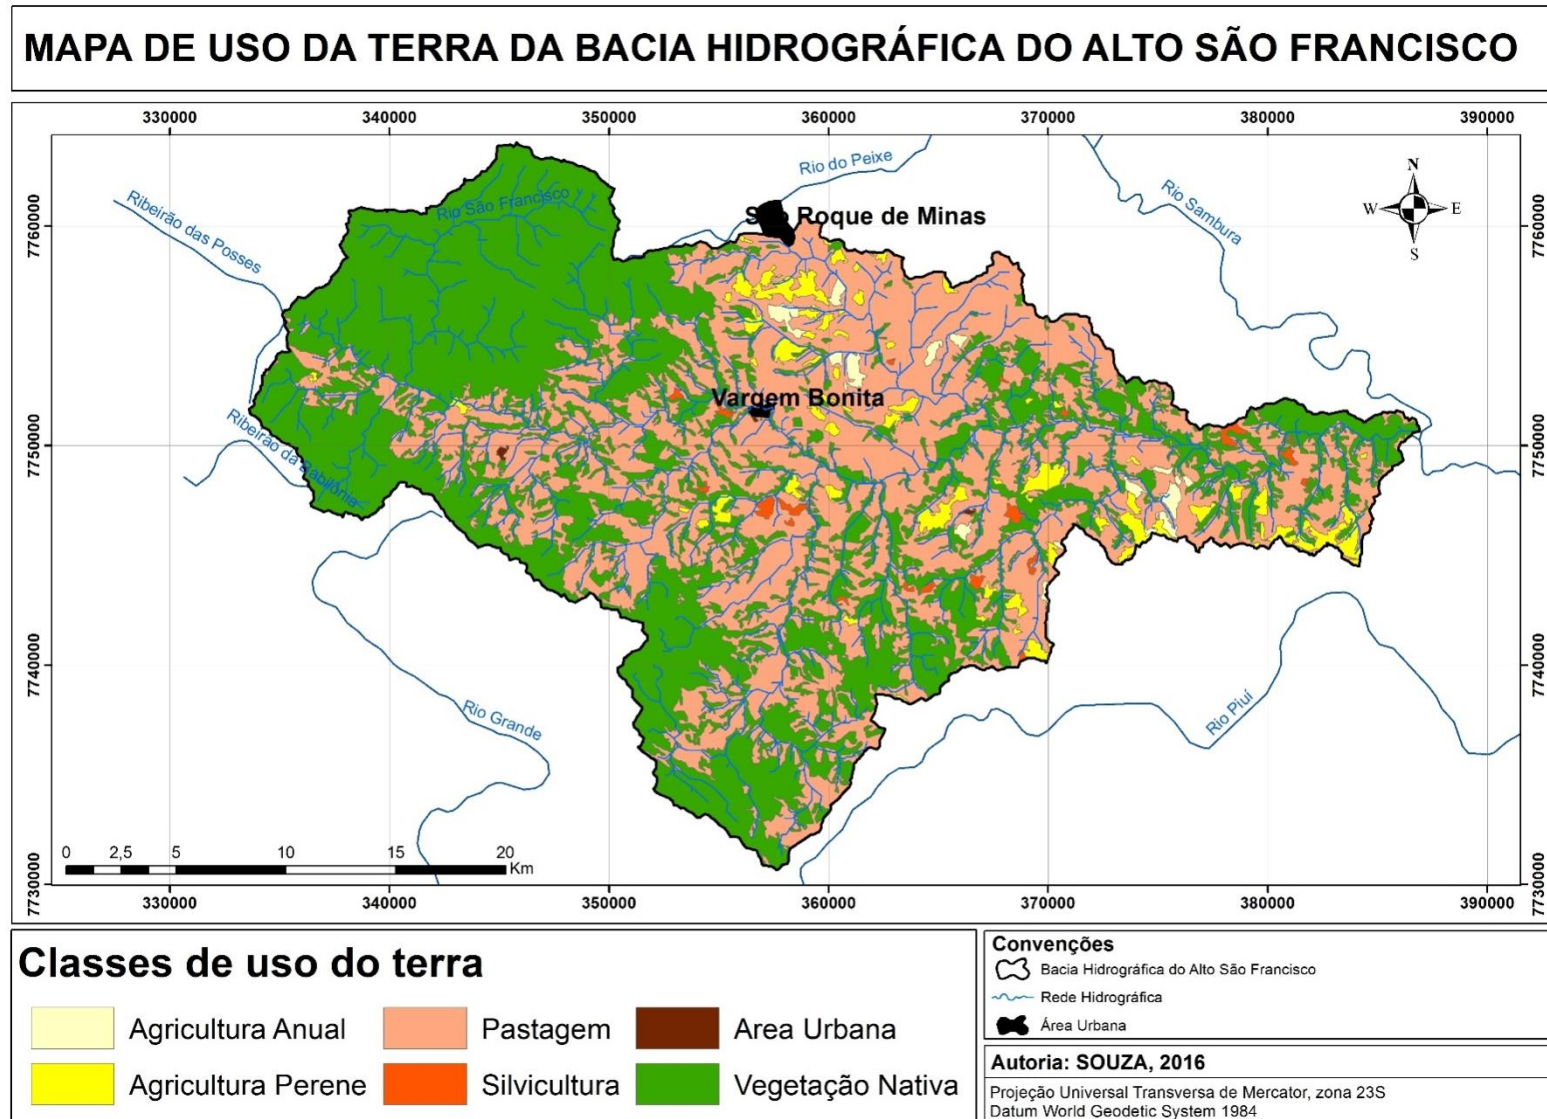 MAPA DE USO DA TERRA DA BACIA HIDROGRÁFICA DO ALTO SÃO FRANCISCO
330000 340000 350000 360000 370000 380000 390000
7760000 7760000
7750000 7750000
7740000 7740000
7730000 7730000
Rio do Peixe
N
W E
S
Rio Sambura
Ribeirão das Posses
Rio São Francisco
Roque de Minas
Vargem Bonita
Ribeirão da Babilônia
Rio Grande
Rio Piuí
0 2,5 5 10 15 20
Km
330000 340000 350000 360000 370000 380000 390000
Classes de uso do terra
Agricultura Anual Pastagem Area Urbana
Agricultura Perene Silvicultura Vegetação Nativa
Convenções
Bacia Hidrográfica do Alto São Francisco
Rede Hidrográfica
Área Urbana
Autoria: SOUZA, 2016
Projeção Universal Transversa de Mercator, zona 23S
Datum World Geodetic System 1984